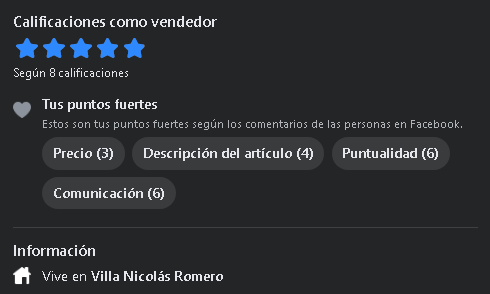 Calificaciones como vendedor
Según 8 calificaciones
Tus puntos fuertes
Estos son tus puntos fuertes según los comentarios de las personas en Facebook.
Precio (3) Descripción del artículo (4) Puntualidad (6)
Comunicación (6)
Información
Vive en Villa Nicolás Romero